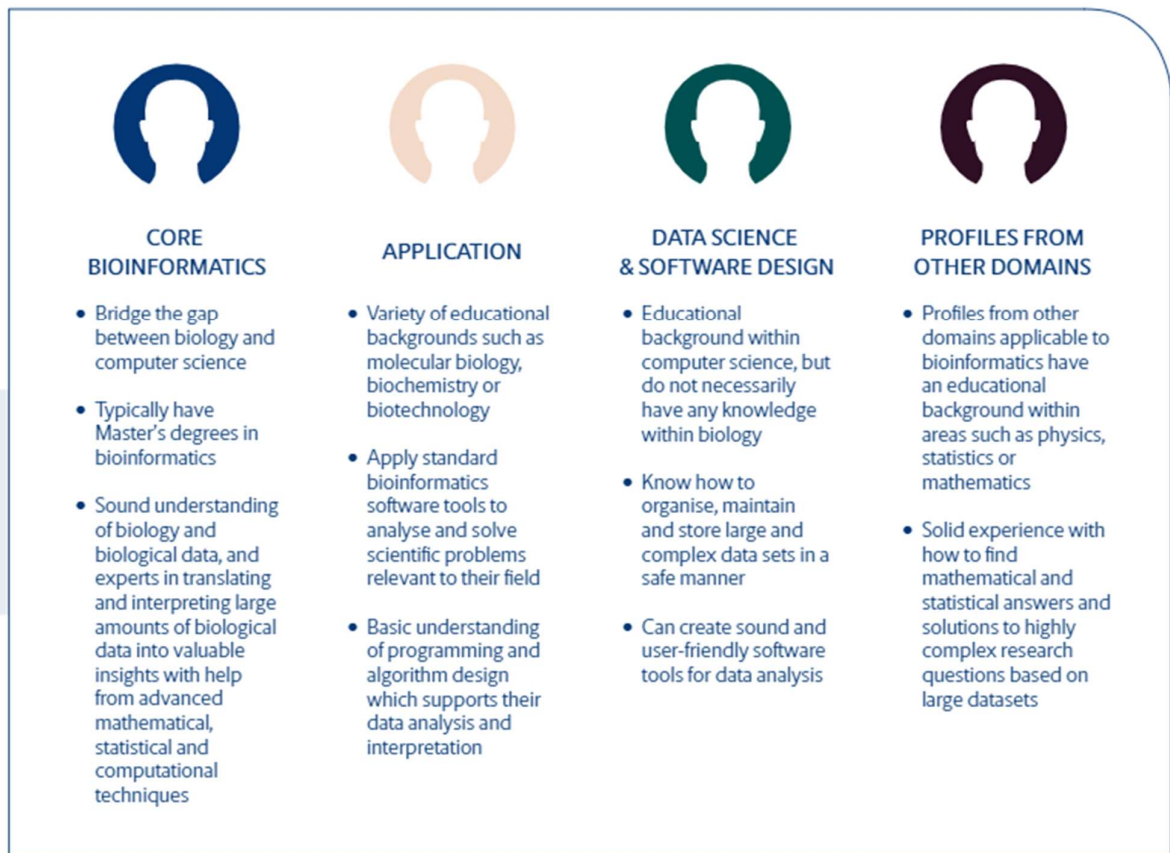 CORE
BIOINFORMATICS
• Bridge the gap
between biology and
computer science
• Typically have
Master's degrees in
bioinformatics
• Sound understanding
of biology and
biological data, and
experts in translating
and interpreting large
amounts of biological
data into valuable
insights with help
from advanced
mathematical,
statistical and
computational
techniques
APPLICATION
• Variety of educational
backgrounds such as
molecular biology,
biochemistry or
biotechnology
• Apply standard
bioinformatics
software tools to
analyse and solve
scientific problems
relevant to their field
• Basic understanding
of programming and
algorithm design
which supports their
data analysis and
interpretation
DATA SCIENCE
& SOFTWARE DESIGN
• Educational
background within
computer science, but
do not necessarily
have any knowledge
within biology
• Know how to
organise, maintain
and store large and
complex data sets in a
safe manner
• Can create sound and
user-friendly software
tools for data analysis
PROFILES FROM
OTHER DOMAINS
• Profiles from other
domains applicable to
bioinformatics have
an educational
background within
areas such as physics,
statistics or
mathematics
• Solid experience with
how to find
mathematical and
statistical answers and
solutions to highly
complex research
questions based on
large datasets